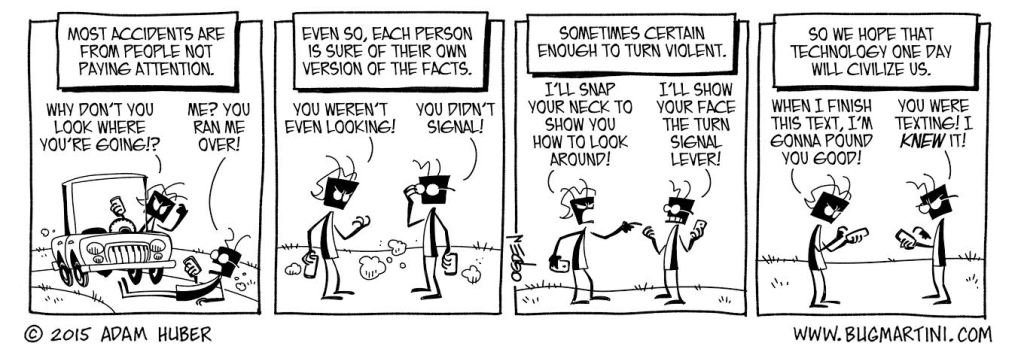 MOST ACCIDENTS ARE
FROM PEOPLE NOT
PAYING ATTENTION.
WHY DON'T YOU
LOOK WHERE
YOU'RE GOING!?
ME? YOU
RAN ME
OVER!
EVEN SO, EACH PERSON
IS SURE OF THEIR OWN
VERSION OF THE FACTS.
YOU WEREN'T
EVEN LOOKING!
YOU DIDN'T
SIGNAL!
SOMETIMES CERTAIN
ENOUGH TO TURN VIOLENT.
I'LL SNAP
YOUR NECK TO
SHOW YOU
HOW TO LOOK
AROUND!
I'LL SHOW
YOUR FACE
THE TURN
SIGNAL
LEVER!
SO WE HOPE THAT
TECHNOLOGY ONE DAY
WILL CIVILIZE US.
WHEN I FINISH
THIS TEXT, I'M
GONNA POUND
YOU GOOD!
YOU WERE
TEXTING! I
KNEW IT!
© 2015 ADAM HUBER
WWW.BUGMARTINI.COM